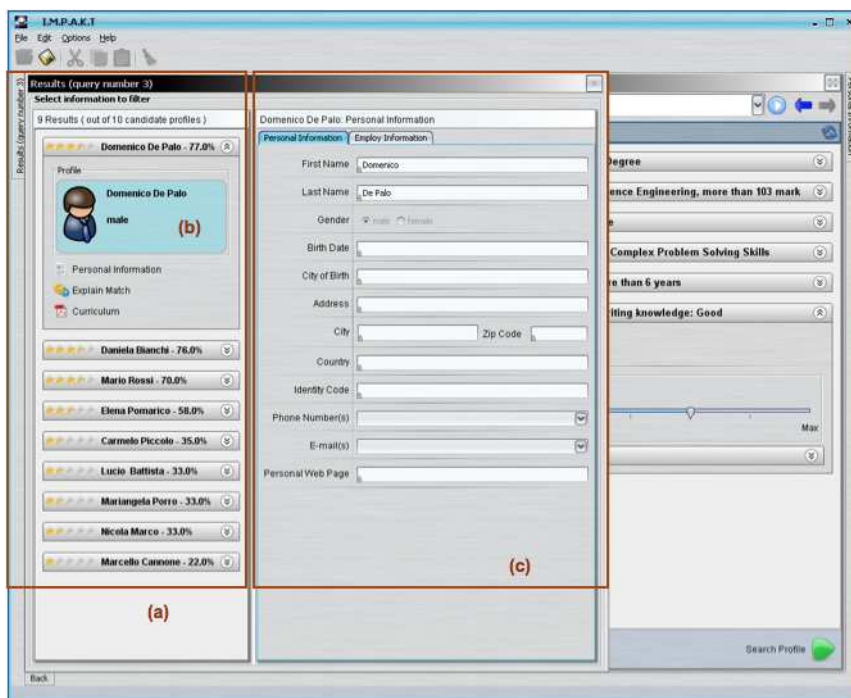 I.M.P.A.K.T
File Edit Options Help
Results (query number 3)
Results (query number 3)
Select information to filter
9 Results ( out of 10 candidate profiles )
Domenico De Palo - 77.0%
Profile
Domenico De Palo
male
(b)
Personal Information
Explain Match
Curriculum
Daniela Bianchi - 76.0%
Mario Rossi - 70.0%
Elena Pomarico - 58.0%
Carmelo Piccolo - 35.0%
Lucio Battista - 33.0%
Mariangela Porro - 33.0%
Nicola Marco - 33.0%
Marcello Cannone - 22.0%
(a)
Domenico De Palo: Personal Information
Personal Information Employ Information
First Name Domenico
Last Name De Palo
Gender male female
Birth Date
City of Birth
Address
City Zip Code
Country
Identity Code
Phone Number(s)
E-mail(s)
Personal Web Page
(c)
Degree
ence Engineering, more than 103 mark
e
Complex Problem Solving Skills
re than 6 years
riting knowledge: Good
Max
Search Profile
Back